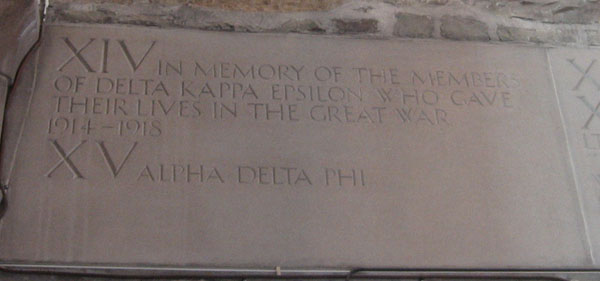 XIV IN MEMORY OF THE MEMBERS
OF DELTA KAPPA EPSILON WHO GAVE
THEIR LIVES IN THE GREAT WAR
1914-1918
XV ALPHA DELTA PHI